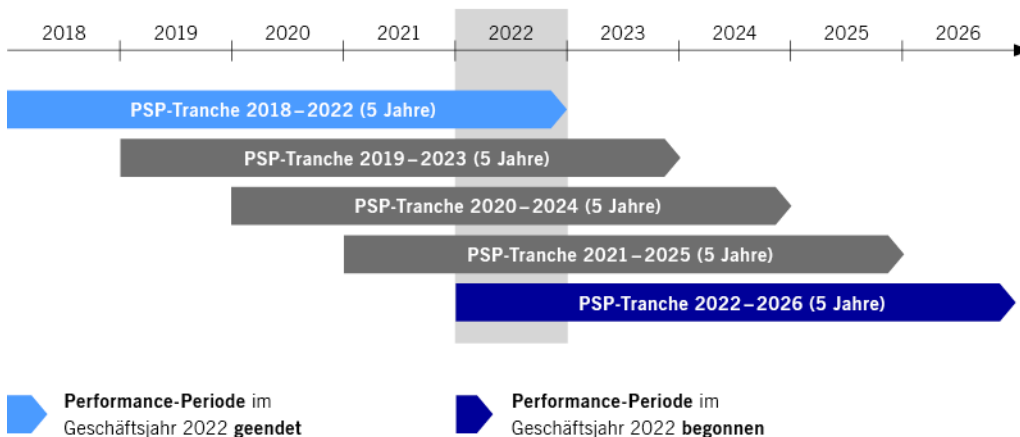 2018 2019 2020 2021 2022 2023 2024 2025 2026
PSP-Tranche 2018–2022 (5 Jahre)
PSP-Tranche 2019–2023 (5 Jahre)
PSP-Tranche 2020–2024 (5 Jahre)
PSP-Tranche 2021–2025 (5 Jahre)
PSP-Tranche 2022–2026 (5 Jahre)
Performance-Periode im
Geschäftsjahr 2022 geendet
Performance-Periode im
Geschäftsjahr 2022 begonnen